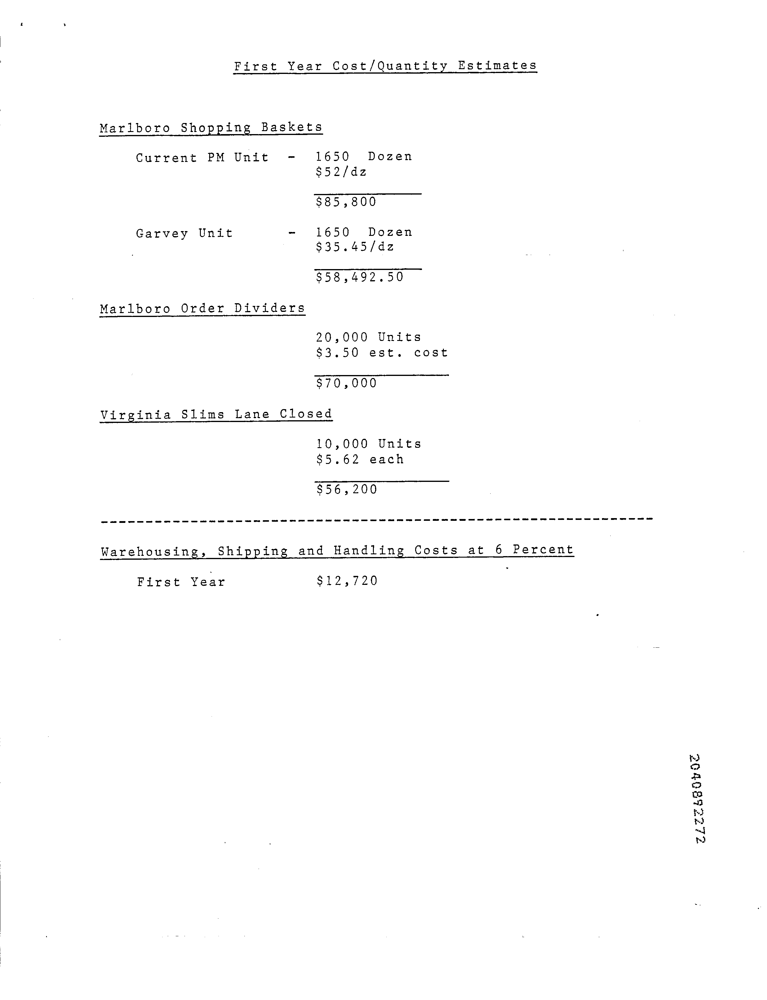 First Year Cost/Quantity Estimates
Marlboro Shopping Baskets
Current PM Unit - 1650 Dozen
$52/dz
$85,800
Garvey Unit - 1650 Dozen
$35.45/dz
$58,492.50
Marlboro Order Dividers
20,000 Units
$3.50 est. cost
$70,000
Virginia Slims Lane Closed
10,000 Units
$5.62 each
$56,200
Warehousing, Shipping and Handling Costs at 6 Percent
First Year $12,720
2040892272